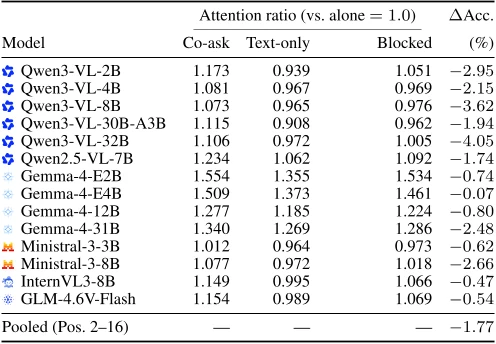 Attention ratio (vs. alone = 1.0) ΔAcc.
Model Co-ask Text-only Blocked (%)
Qwen3-VL-2B 1.173 0.939 1.051 −2.95
Qwen3-VL-4B 1.081 0.967 0.969 −2.15
Qwen3-VL-8B 1.073 0.965 0.976 −3.62
Qwen3-VL-30B-A3B 1.115 0.908 0.962 −1.94
Qwen3-VL-32B 1.106 0.972 1.005 −4.05
Qwen2.5-VL-7B 1.234 1.062 1.092 −1.74
Gemma-4-E2B 1.554 1.355 1.534 −0.74
Gemma-4-E4B 1.509 1.373 1.461 −0.07
Gemma-4-12B 1.277 1.185 1.224 −0.80
Gemma-4-31B 1.340 1.269 1.286 −2.48
Ministral-3-3B 1.012 0.964 0.973 −0.62
Ministral-3-8B 1.077 0.972 1.018 −2.66
InternVL3-8B 1.149 0.995 1.066 −0.47
GLM-4.6V-Flash 1.154 0.989 1.069 −0.54
Pooled (Pos. 2–16) — — — −1.77